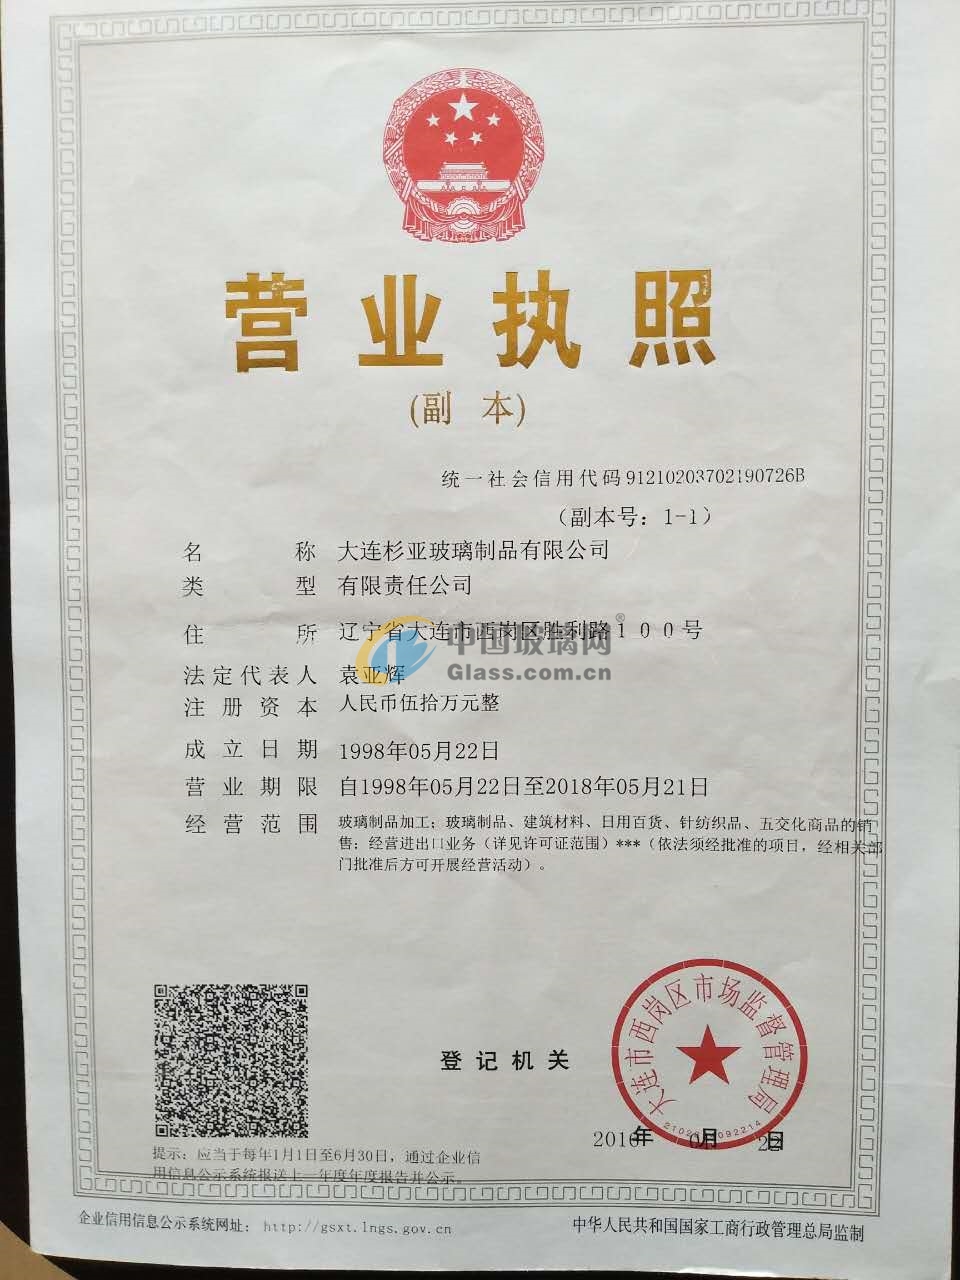 营业执照
(副 本)
统一社会信用代码 91210203702190726B
（副本号：1-1）
名称 大连杉亚玻璃制品有限公司
类型 有限责任公司
住所 辽宁省大连市西岗区胜利路100号
中国玻璃网®
Glass.com.cn
法定代表人 袁亚辉
注册资本 人民币伍拾万元整
成立日期 1998年05月22日
营业期限 自1998年05月22日至2018年05月21日
经营范围 玻璃制品加工；玻璃制品、建筑材料、日用百货、针纺织品、五交化商品的销
售；经营进出口业务（详见许可证范围）***（依法须经批准的项目，经相关部
门批准后方可开展经营活动）。
大连市西岗区市场监督管理局
登记机关
年 月 22日
提示：应当于每年1月1日至6月30日，通过企业信
用信息公示系统报送上一年度年度报告并公示。
企业信用信息公示系统网址：http://gsxt.lngs.gov.cn
中华人民共和国国家工商行政管理总局监制